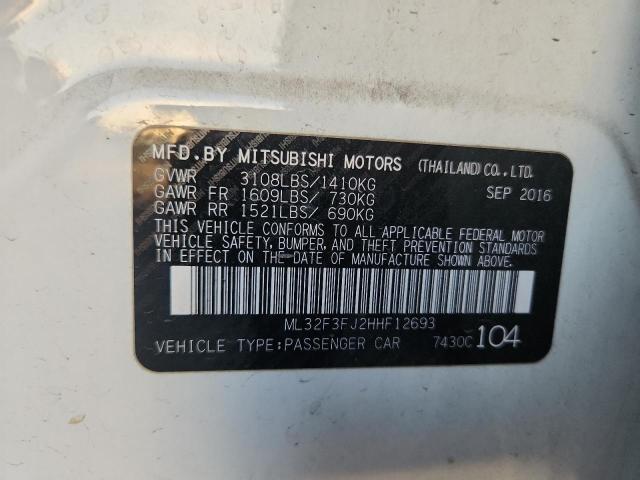 MFD.BY MITSUBISHI MOTORS (THAILAND)CO.,LTD.
GVWR 3108LBS/1410KG SEP 2016
GAWR FR 1609LBS/ 730KG
GAWR RR 1521LBS/ 690KG
THIS VEHICLE CONFORMS TO ALL APPLICABLE FEDERAL MOTOR
VEHICLE SAFETY, BUMPER, AND THEFT PREVENTION STANDARDS
IN EFFECT ON THE DATE OF MANUFACTURE SHOWN ABOVE.
ML32F3FJ2HHF12693
VEHICLE TYPE:PASSENGER CAR 7430C 104